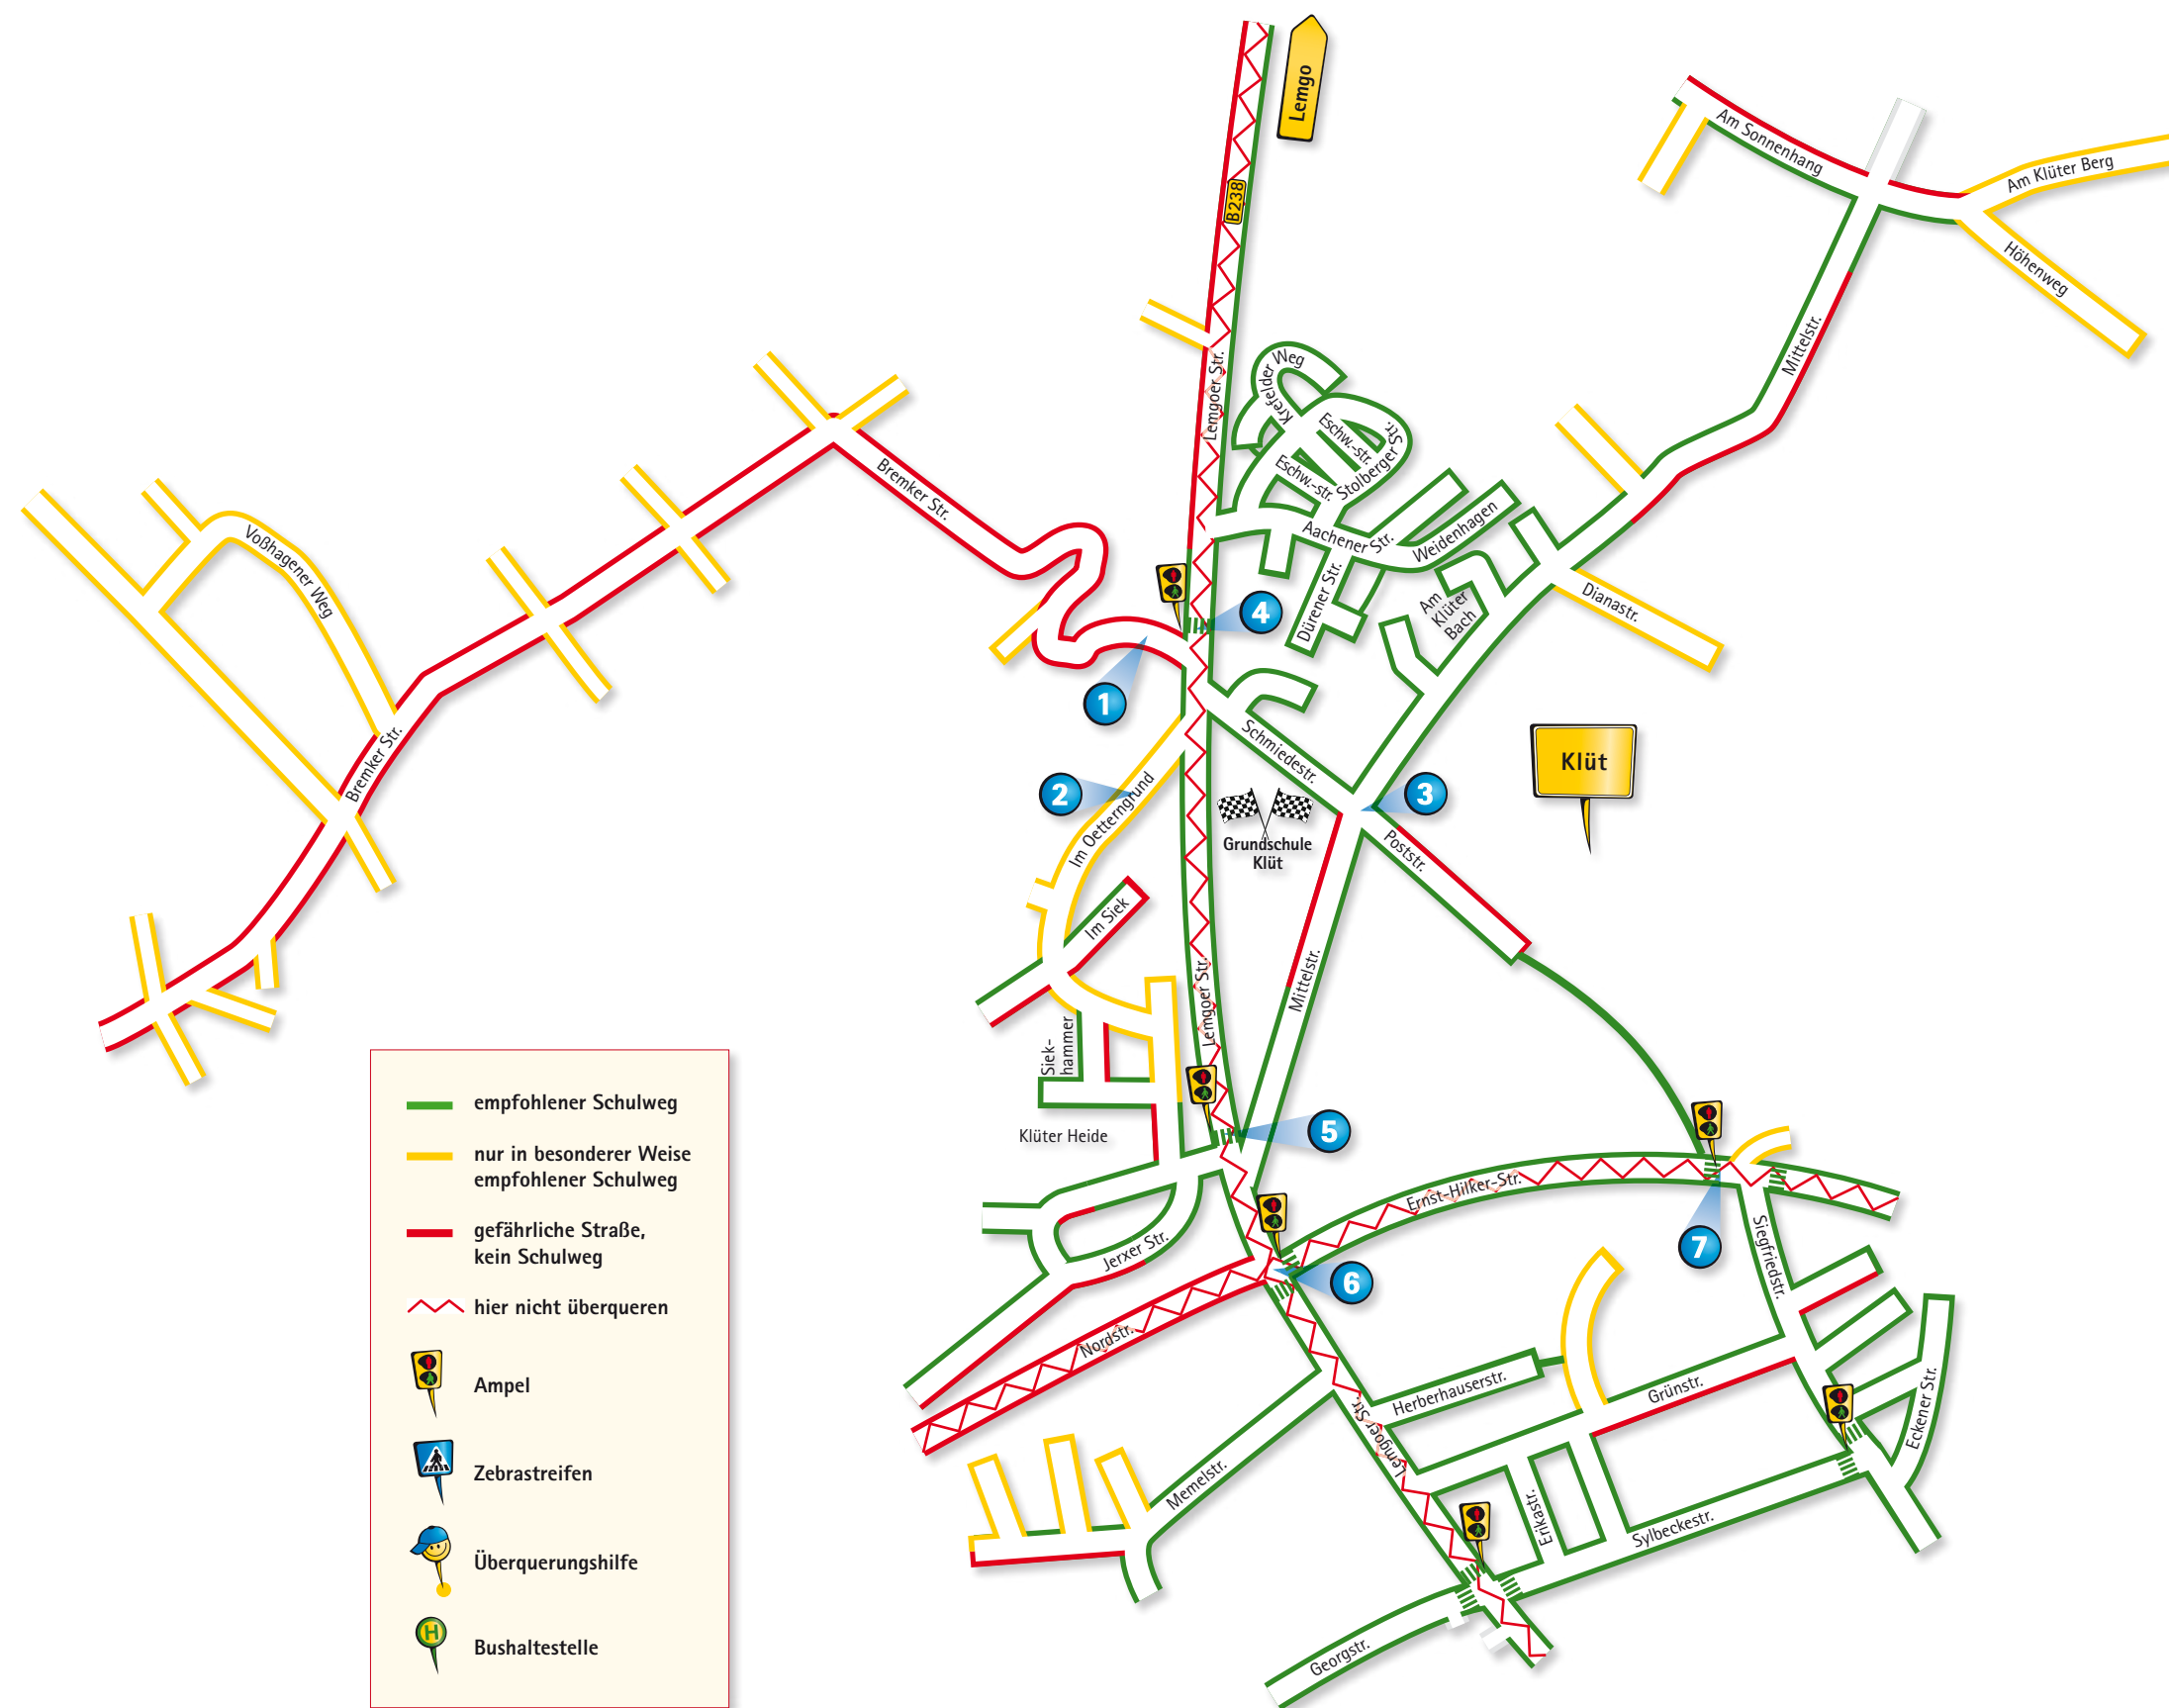 Lemgo
B238
Am Sonnenhang
Am Klüter Berg
Höhenweg
Mittelstr.
Lemgoer Str.
Krefelder Weg
Eschw.-str.
Eschw.-str.
Stolberger Str.
Aachener Str.
Weidenhagen
Dürener Str.
Am
Klüter
Bach
Dianastr.
Bremker Str.
Voßhagener Weg
Bremker Str.
4
1
Schmiedestr.
Klüt
2
3
Im Oetterngrund
Grundschule
Klüt
Poststr.
Im Siek
Mittelstr.
Lemgoer Str.
Siek-
hammer
Klüter Heide
5
Ernst-Hilker-Str.
Siegfriedstr.
7
Jerxer Str.
6
Nordstr.
Herberhauserstr.
Grünstr.
Eckener Str.
Lemgoer Str.
Memelstr.
Erikastr.
Sylbeckestr.
Georgstr.
empfohlener Schulweg
nur in besonderer Weise
empfohlener Schulweg
gefährliche Straße,
kein Schulweg
hier nicht überqueren
Ampel
Zebrastreifen
Überquerungshilfe
H
Bushaltestelle